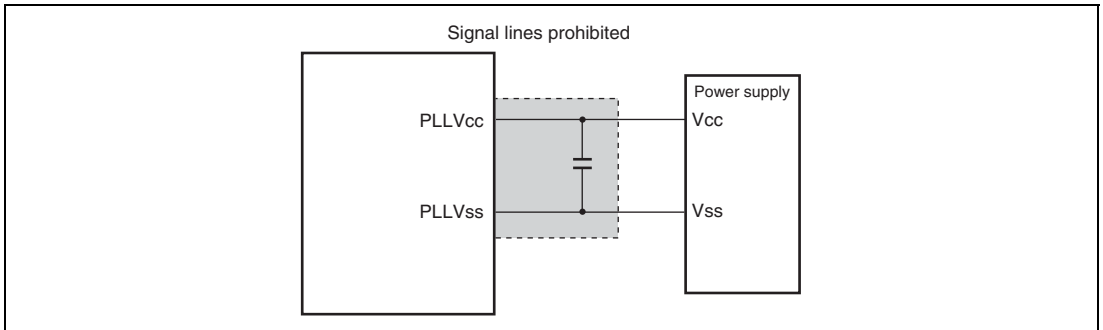 Signal lines prohibited
Power supply
PLLVcc
Vcc
PLLVss
Vss